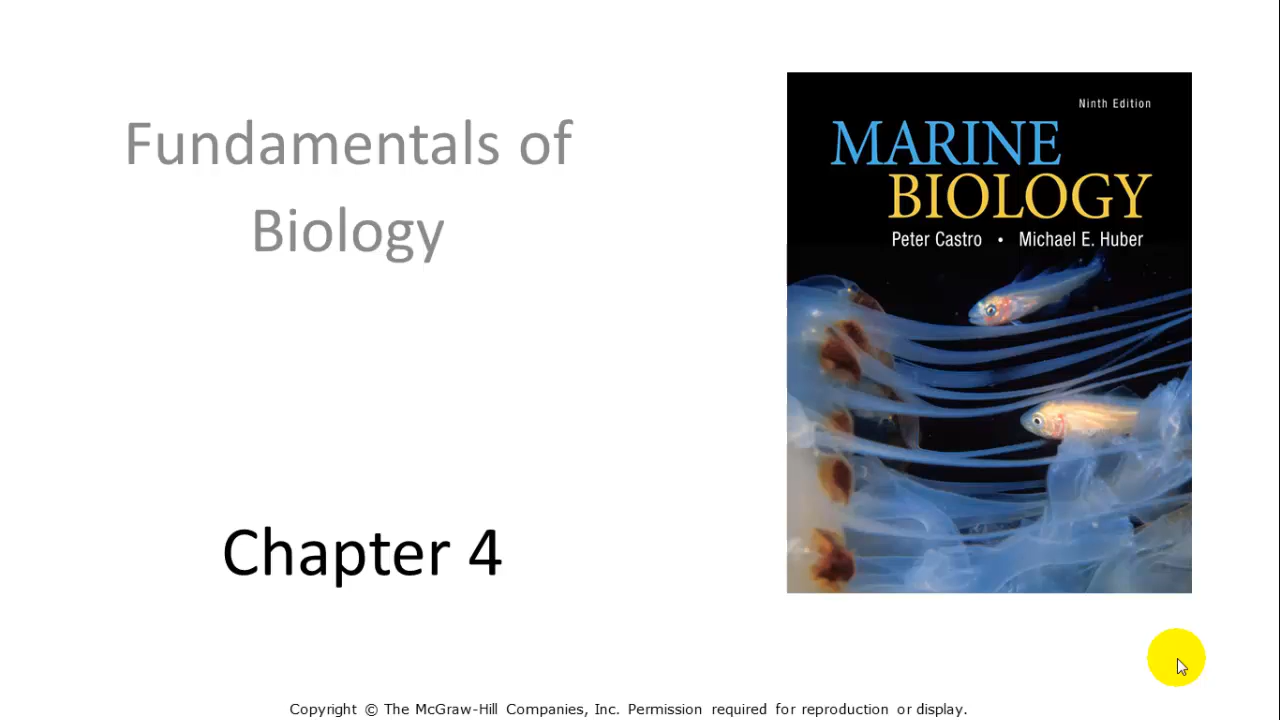 Fundamentals of
Biology
Chapter 4
Ninth Edition
MARINE
BIOLOGY
Peter Castro • Michael E. Huber
Copyright © The McGraw-Hill Companies, Inc. Permission required for reproduction or display.